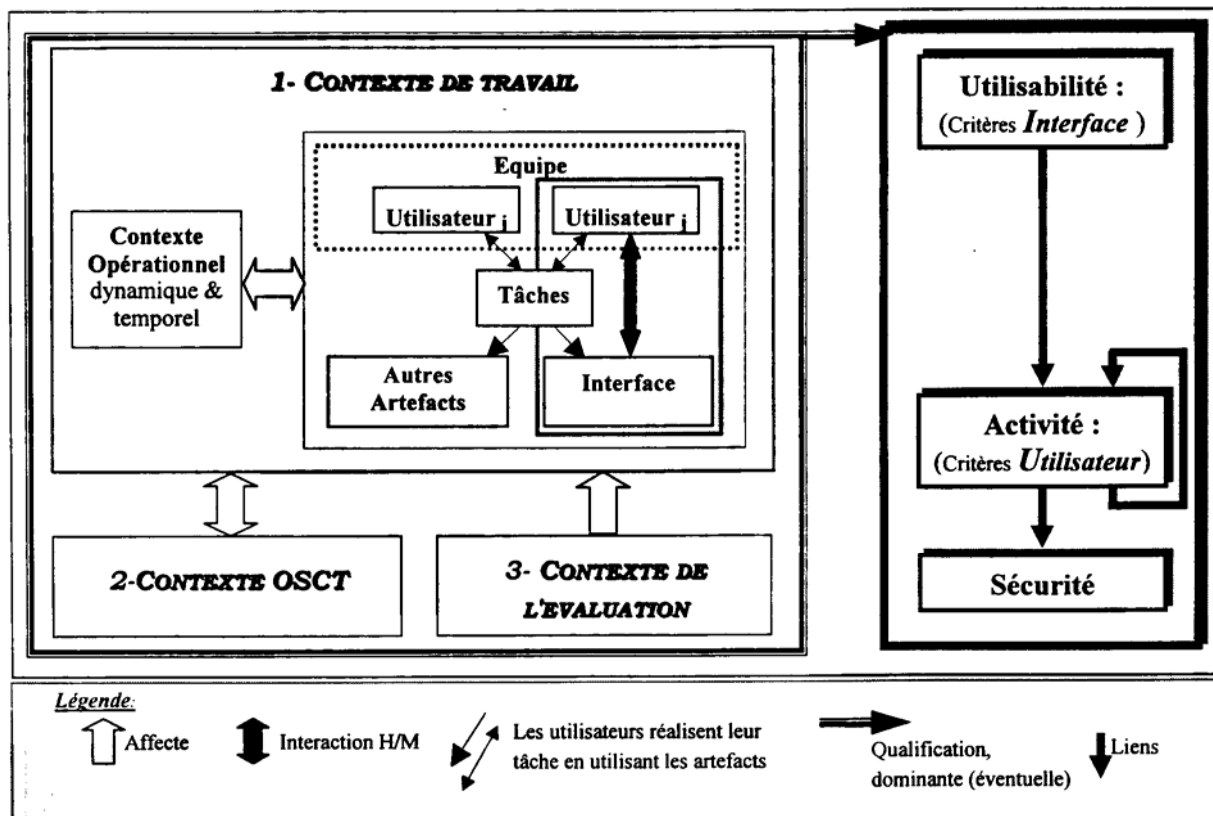 1- CONTEXTE DE TRAVAIL
Equipe
Utilisateur i
Utilisateur j
Contexte
Opérationnel
dynamique &
temporel
Tâches
Autres
Artefacts
Interface
2-CONTEXTE OSCT
3- CONTEXTE DE
L'EVALUATION
Utilisabilité :
(Critères Interface )
Activité :
(Critères Utilisateur)
Sécurité
Légende:
Affecte
Interaction H/M
Les utilisateurs réalisent leur
tâche en utilisant les artefacts
Qualification,
dominante (éventuelle)
Liens